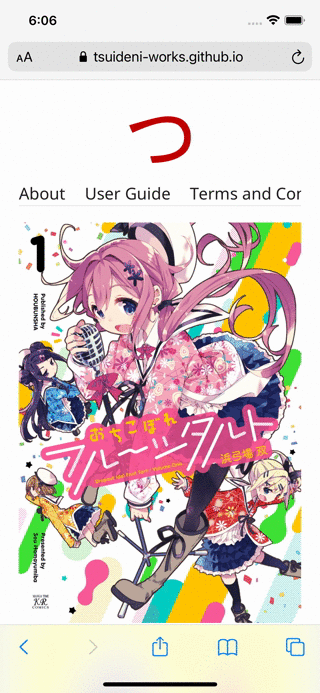 6:06
AA
tsuideni-works.github.io
つ
About User Guide Terms and Cor
1
Published by
HOUBUNSHA
おちこぼれ
フルーツタルト
浜弓場 双
Presented by
Sou Hamayumiba
KR
COMICS